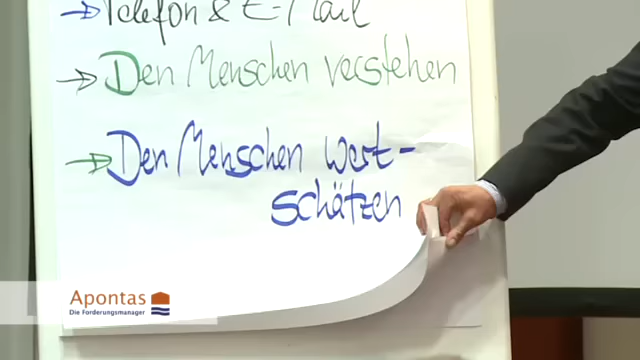 → Telefon & E-Mail
→ Den Menschen verstehen
→ Den Menschen Wert-
schätzen
Apontas
Die Forderungsmanager